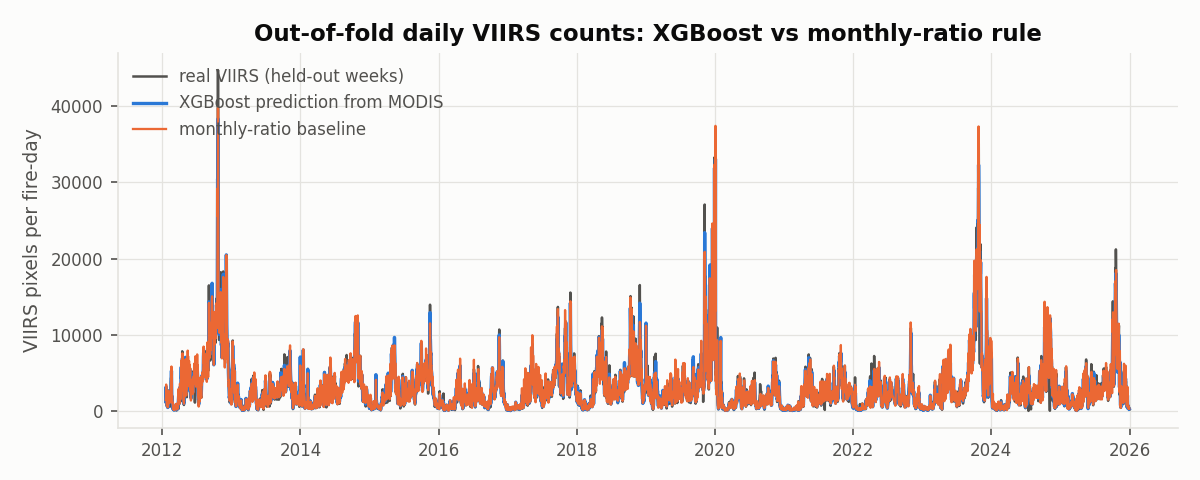 Out-of-fold daily VIIRS counts: XGBoost vs monthly-ratio rule
real VIIRS (held-out weeks)
XGBoost prediction from MODIS
monthly-ratio baseline
VIIRS pixels per fire-day
40000
30000
20000
10000
0
2012 2014 2016 2018 2020 2022 2024 2026